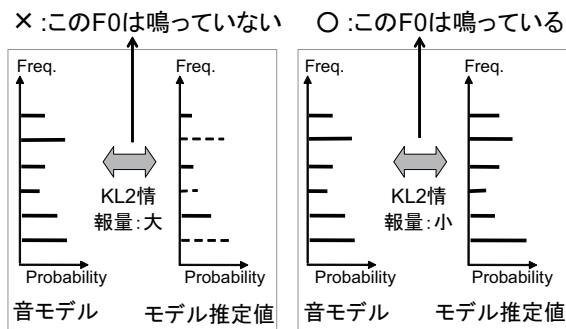 ×:このF0は鳴っていない
○:このF0は鳴っている
Freq.
Freq.
KL2情
報量:大
Probability
Probability
音モデル
モデル推定値
Freq.
Freq.
KL2情
報量:小
Probability
Probability
音モデル
モデル推定値